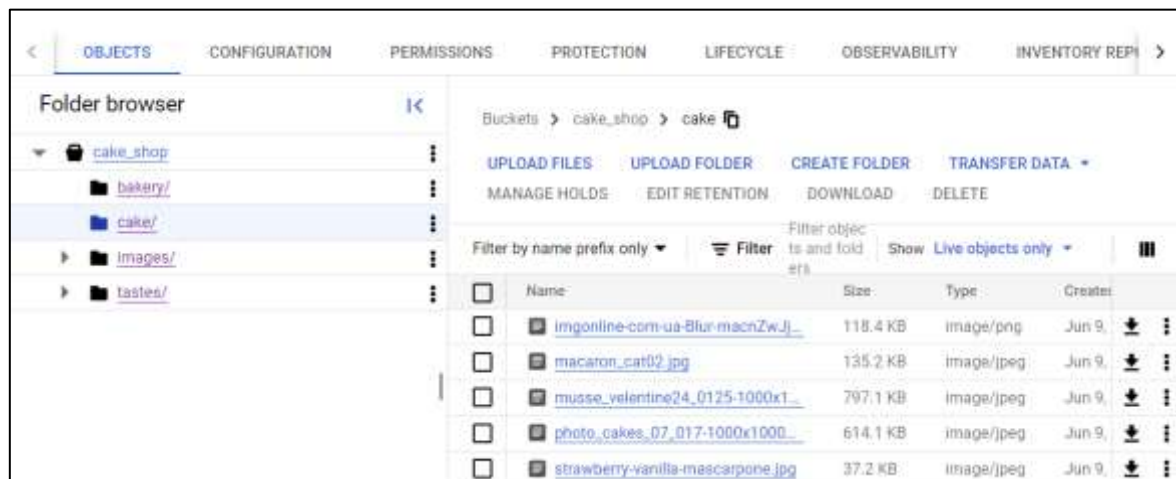 OBJECTS CONFIGURATION PERMISSIONS PROTECTION LIFECYCLE OBSERVABILITY INVENTORY REP
Folder browser
cake_shop
bakery/
cake/
images/
tastes/
Buckets > cake_shop > cake
UPLOAD FILES UPLOAD FOLDER CREATE FOLDER TRANSFER DATA
MANAGE HOLDS EDIT RETENTION DOWNLOAD DELETE
Filter by name prefix only Filter Filter objec
ts and fold
ers
Show Live objects only
Name Size Type Created
imgonline-com-ua-Blur-macnZwJj... 118.4 KB image/png Jun 9,
macaron_cat02.jpg 135.2 KB image/jpeg Jun 9,
musse_velentine24_0125-1000x1... 797.1 KB image/jpeg Jun 9,
photo_cakes_07_017-1000x1000... 614.1 KB image/jpeg Jun 9,
strawberry-vanilla-mascarpone.jpg 37.2 KB image/jpeg Jun 9,